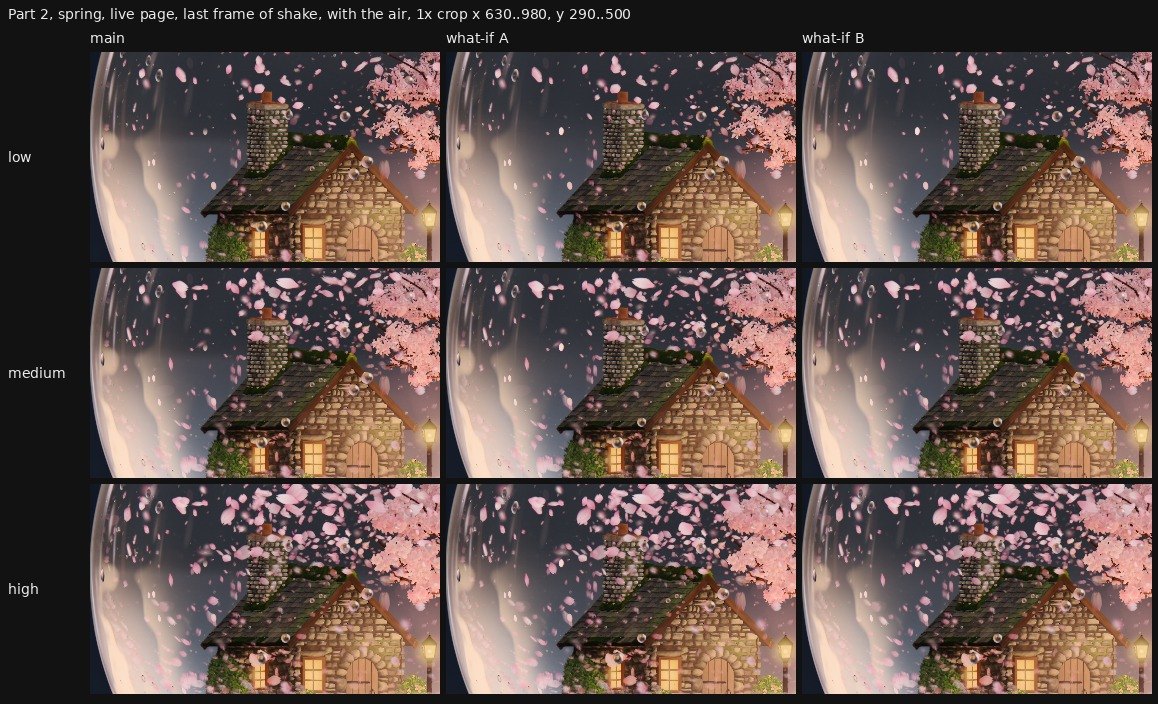 Part 2, spring, live page, last frame of shake, with the air, 1x crop x 630..980, y 290..500
main what-if A what-if B
low
medium
high